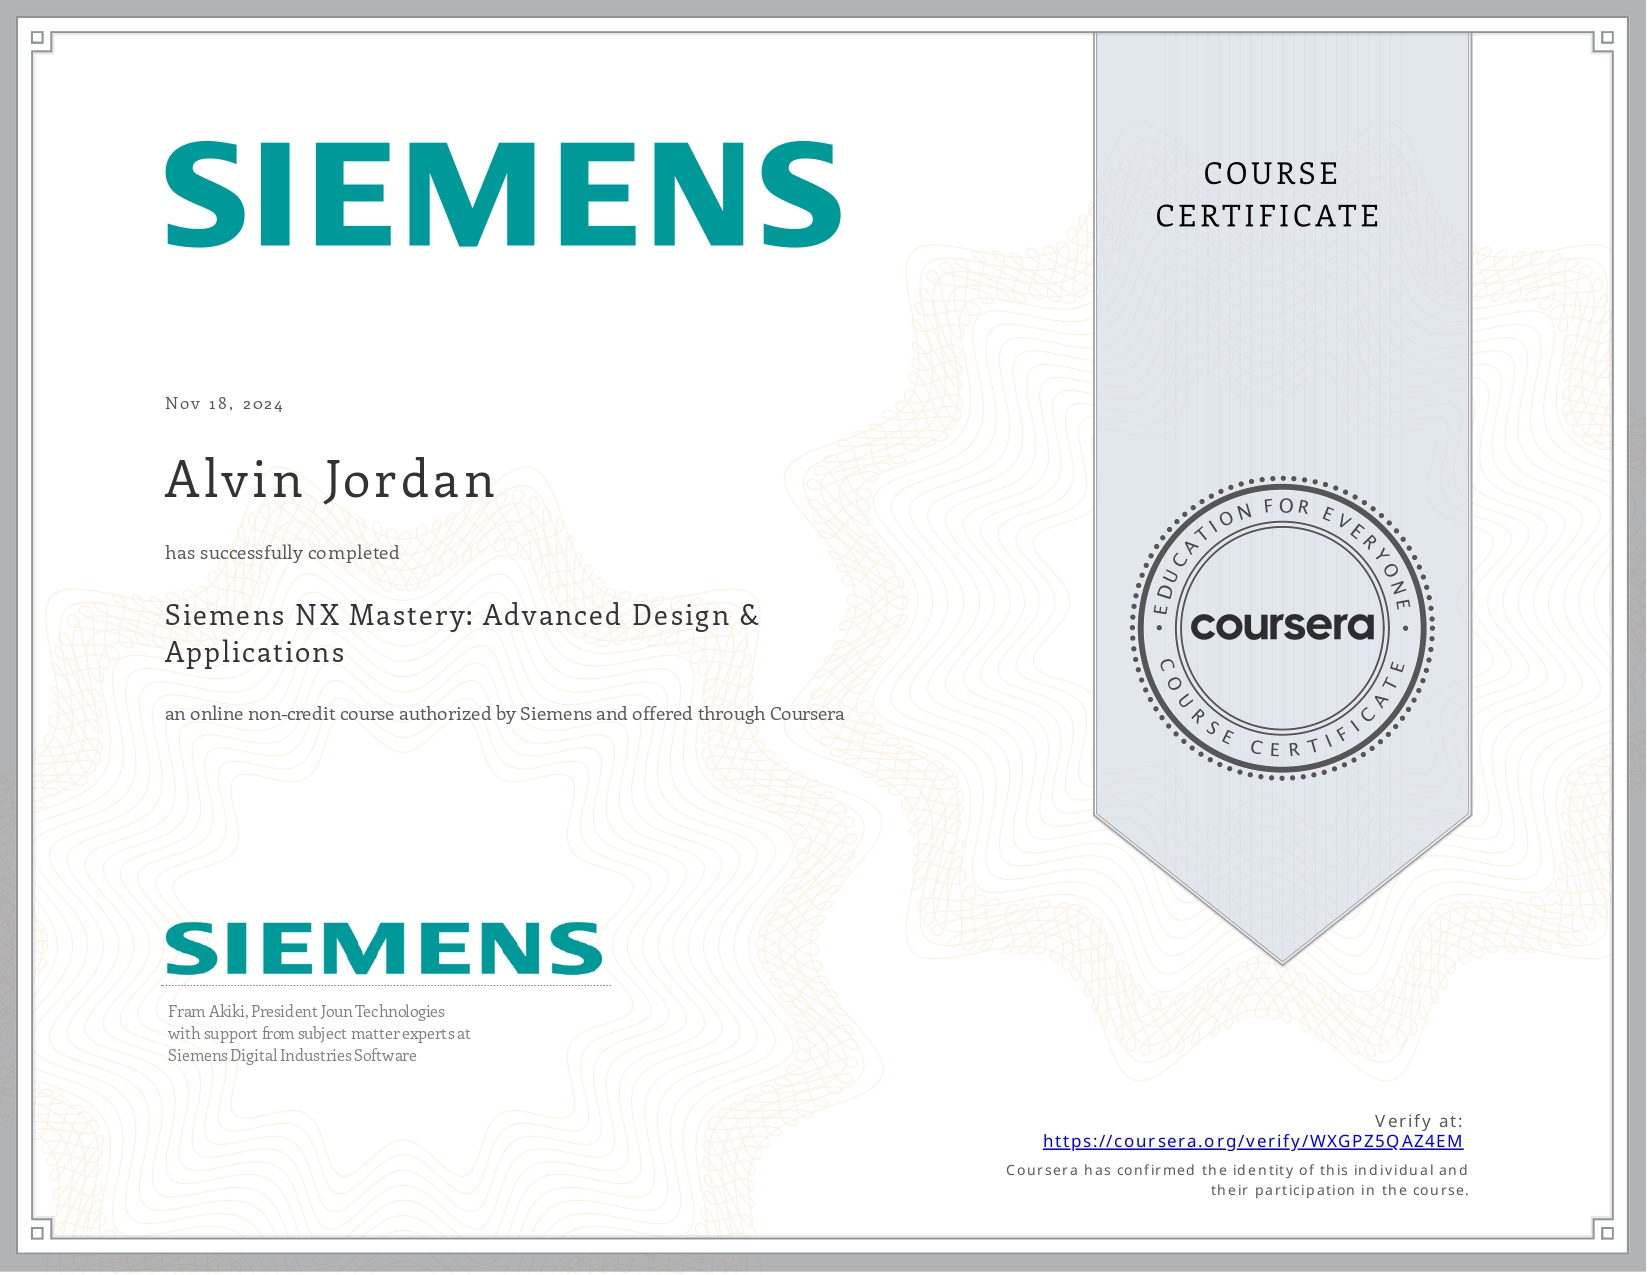 SIEMENS
COURSE
CERTIFICATE
Nov 18, 2024
Alvin Jordan
has successfully completed
Siemens NX Mastery: Advanced Design &
Applications
an online non-credit course authorized by Siemens and offered through Coursera
EDUCATION FOR EVERYONE
coursera
COURSE CERTIFICATE
SIEMENS
Fram Akiki, President Joun Technologies
with support from subject matter experts at
Siemens Digital Industries Software
Verify at:
https://coursera.org/verify/WXGPZ5QAZ4EM
Coursera has confirmed the identity of this individual and
their participation in the course.